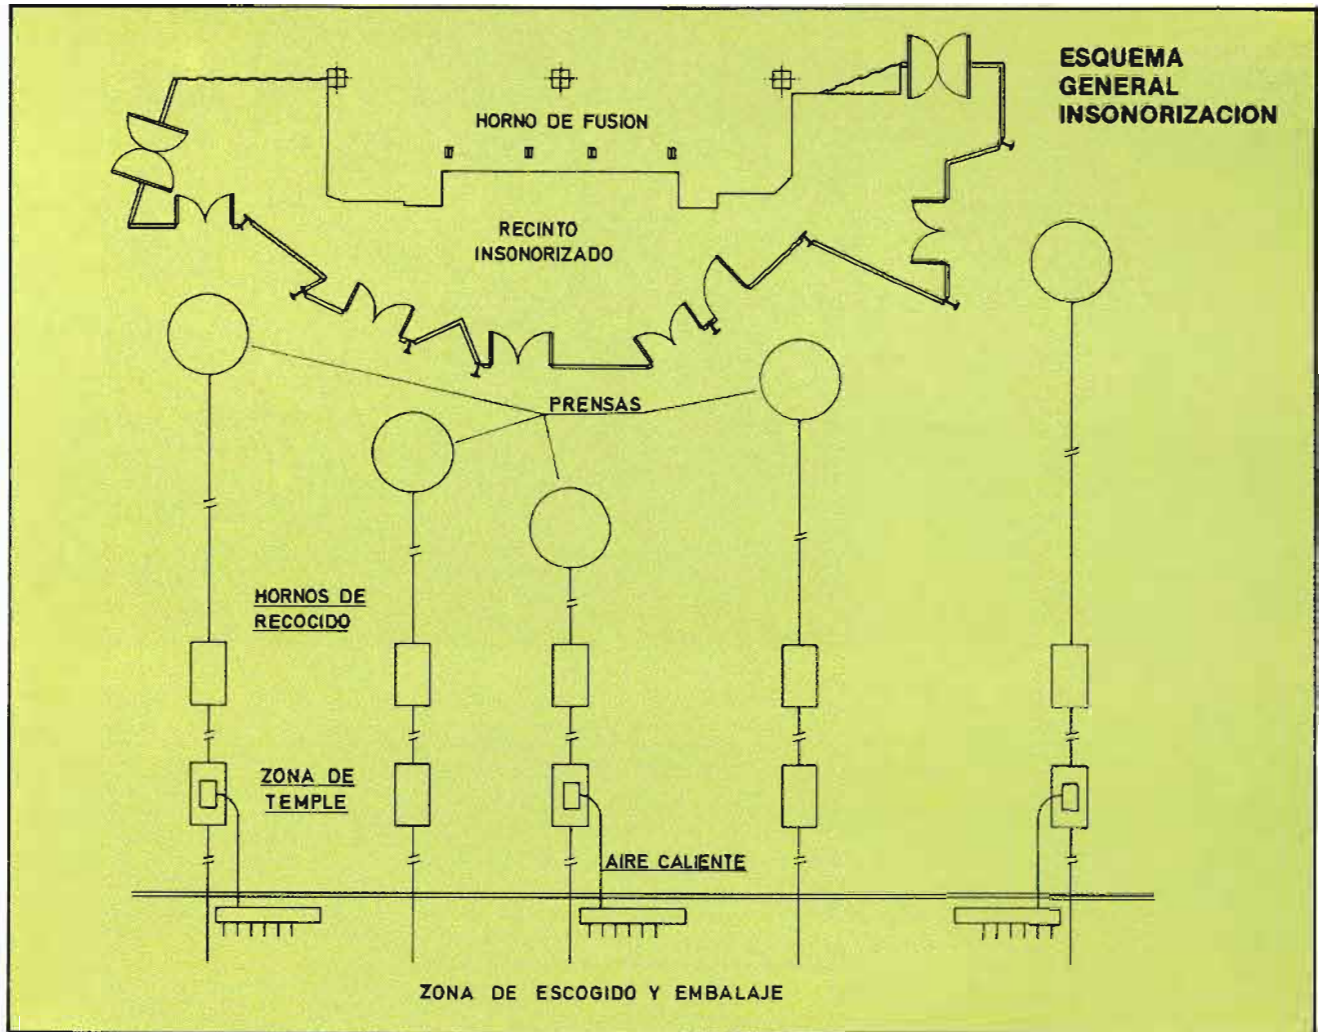 ESQUEMA
GENERAL
INSONORIZACION
HORNO DE FUSION
RECINTO
INSONORIZADO
PRENSAS
HORNOS DE
RECOCIDO
ZONA DE
TEMPLE
AIRE CALIENTE
ZONA DE ESCOGIDO Y EMBALAJE